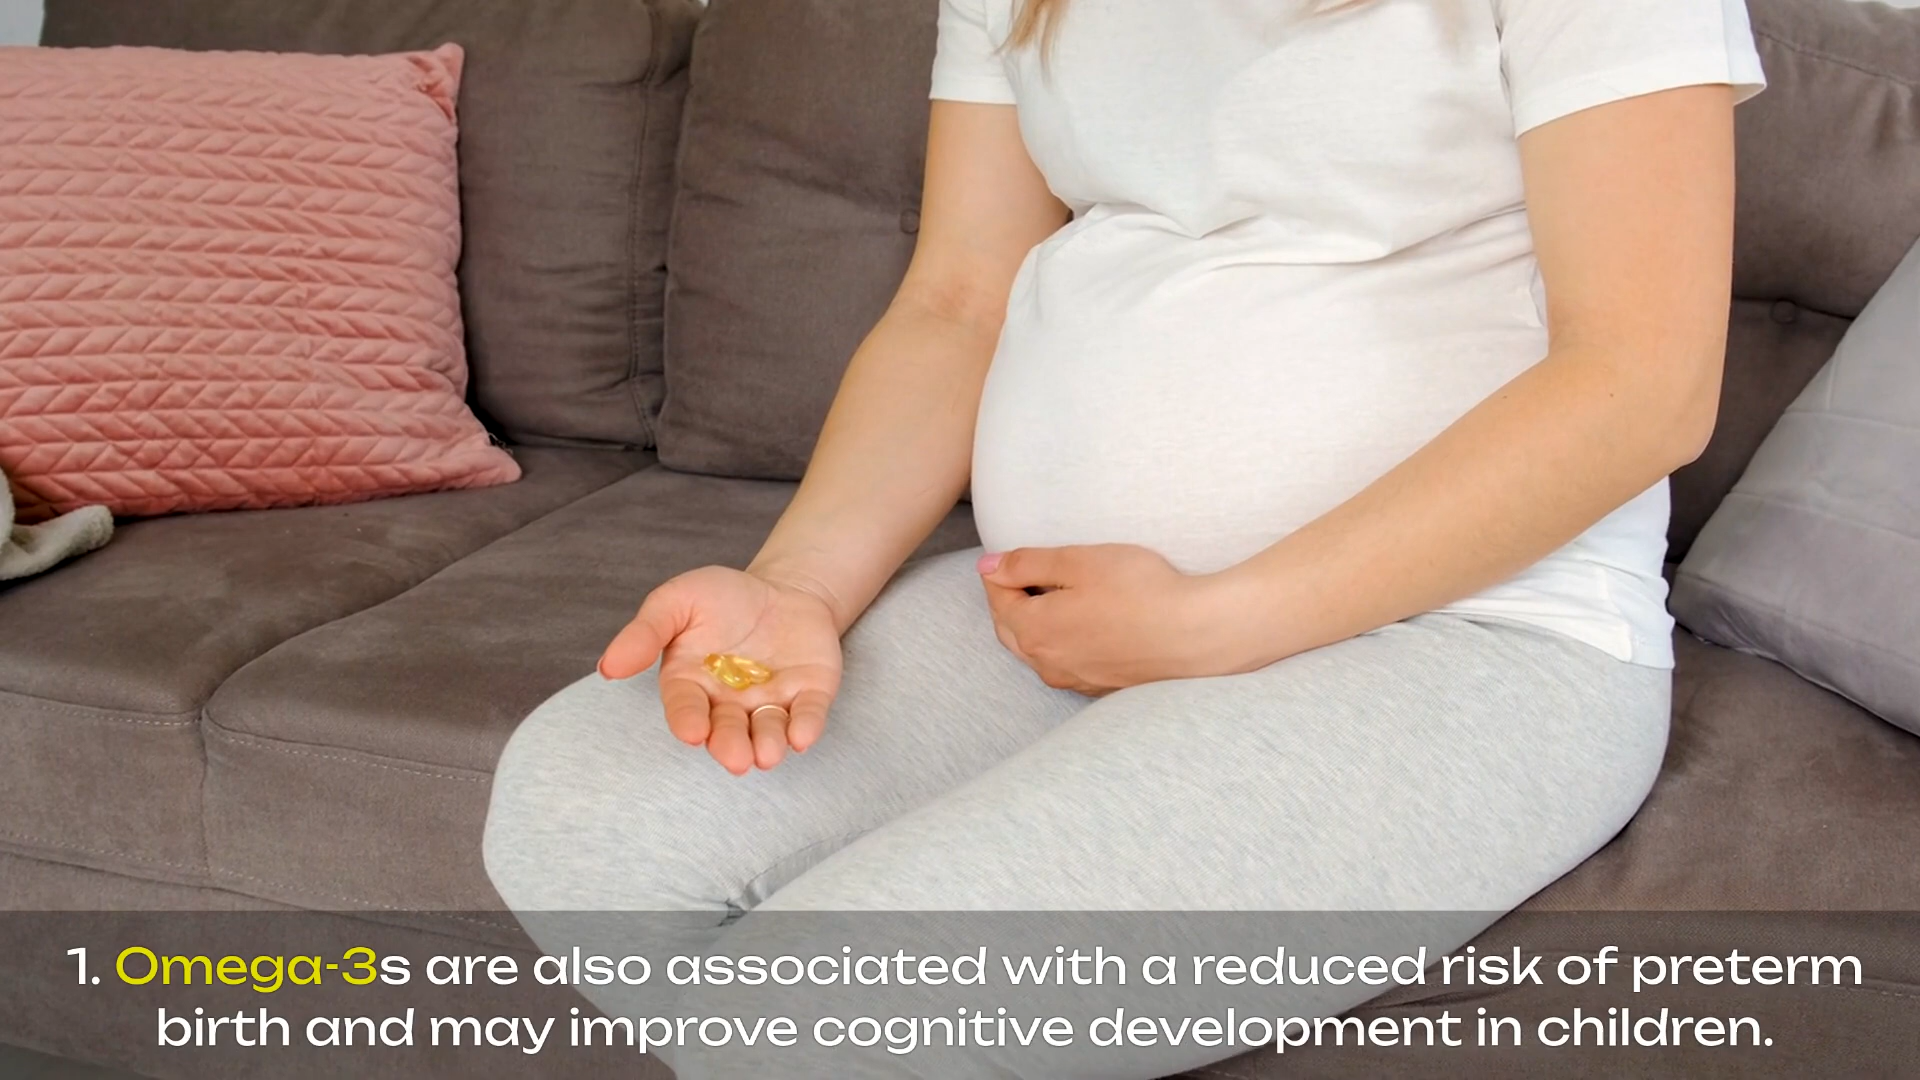 1. Omega-3s are also associated with a reduced risk of preterm
birth and may improve cognitive development in children.